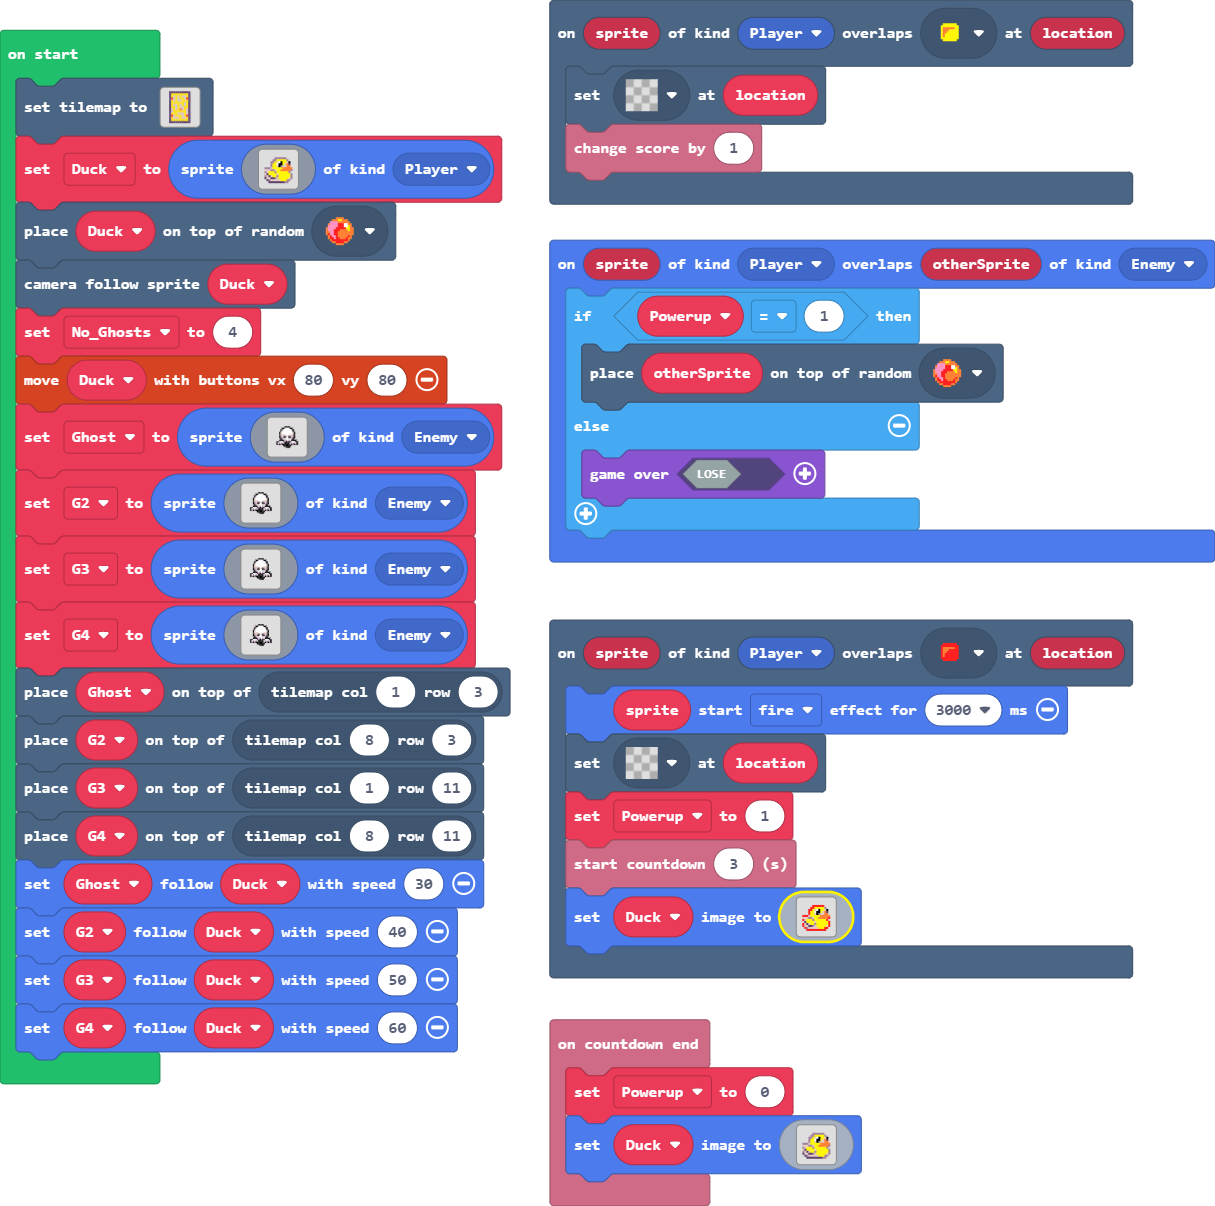 on start
set tilemap to
set Duck to sprite of kind Player
place Duck on top of random
camera follow sprite Duck
set No_Ghosts to 4
move Duck with buttons vx 80 vy 80
set Ghost to sprite of kind Enemy
set G2 to sprite of kind Enemy
set G3 to sprite of kind Enemy
set G4 to sprite of kind Enemy
place Ghost on top of tilemap col 1 row 3
place G2 on top of tilemap col 8 row 3
place G3 on top of tilemap col 1 row 11
place G4 on top of tilemap col 8 row 11
set Ghost follow Duck with speed 30
set G2 follow Duck with speed 40
set G3 follow Duck with speed 50
set G4 follow Duck with speed 60
on sprite of kind Player overlaps at location
set at location
change score by 1
on sprite of kind Player overlaps otherSprite of kind Enemy
if Powerup = 1 then
place otherSprite on top of random
else
game over LOSE
on sprite of kind Player overlaps at location
sprite start fire effect for 3000 ms
set at location
set Powerup to 1
start countdown 3 (s)
set Duck image to
on countdown end
set Powerup to 0
set Duck image to